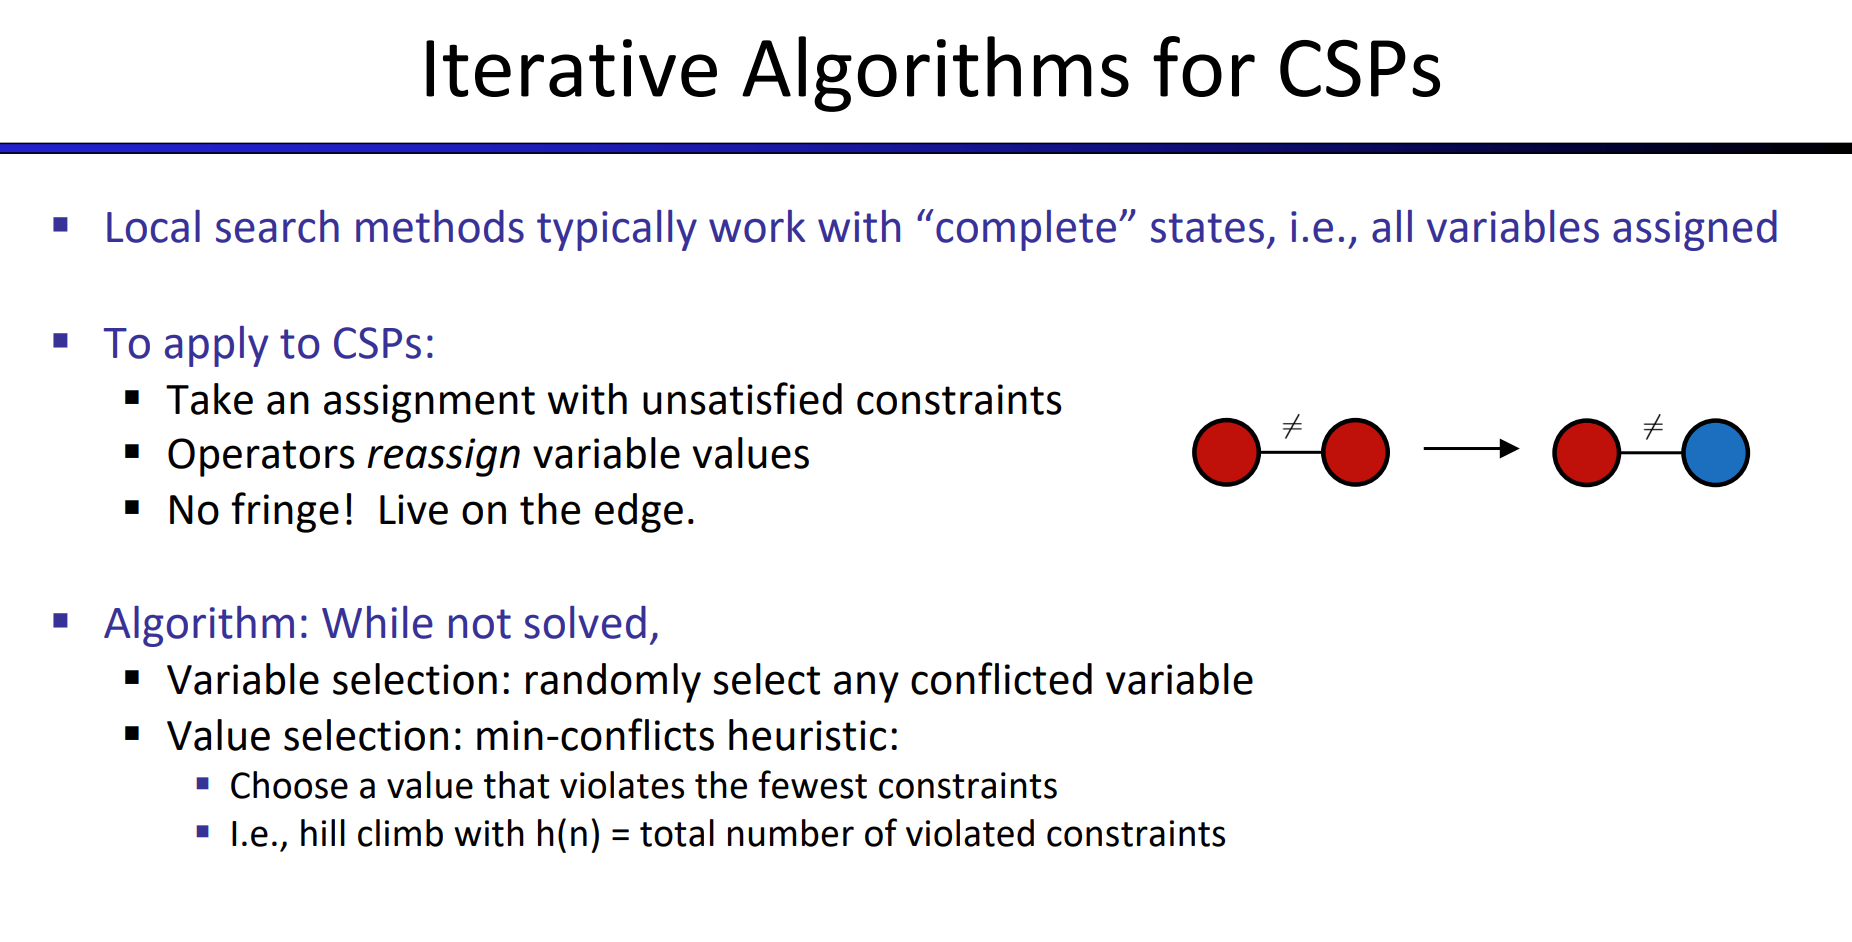 Iterative Algorithms for CSPs
▪ Local search methods typically work with “complete” states, i.e., all variables assigned
▪ To apply to CSPs:
▪ Take an assignment with unsatisfied constraints
▪ Operators reassign variable values
▪ No fringe!  Live on the edge.
≠ ≠
▪ Algorithm: While not solved,
▪ Variable selection: randomly select any conflicted variable
▪ Value selection: min-conflicts heuristic:
▪ Choose a value that violates the fewest constraints
▪ I.e., hill climb with h(n) = total number of violated constraints